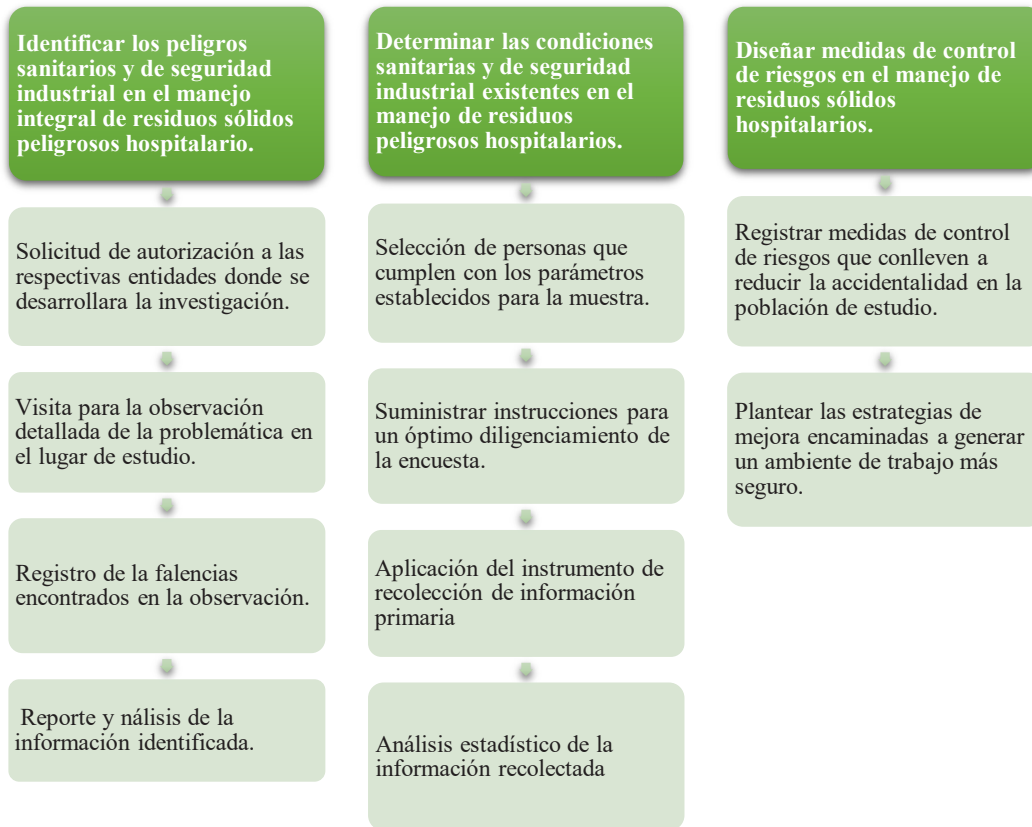 Identificar los peligros
sanitarios y de seguridad
industrial en el manejo
integral de residuos sólidos
peligrosos hospitalario.
Solicitud de autorización a las
respectivas entidades donde se
desarrollara la investigación.
Visita para la observación
detallada de la problemática en
el lugar de estudio.
Registro de la falencias
encontrados en la observación.
Reporte y nálisis de la
información identificada.
Determinar las condiciones
sanitarias y de seguridad
industrial existentes en el
manejo de residuos
peligrosos hospitalarios.
Selección de personas que
cumplen con los parámetros
establecidos para la muestra.
Suministrar instrucciones para
un óptimo diligenciamiento de
la encuesta.
Aplicación del instrumento de
recolección de información
primaria
Análisis estadístico de la
información recolectada
Diseñar medidas de control
de riesgos en el manejo de
residuos sólidos
hospitalarios.
Registrar medidas de control
de riesgos que conlleven a
reducir la accidentalidad en la
población de estudio.
Plantear las estrategias de
mejora encaminadas a generar
un ambiente de trabajo más
seguro.